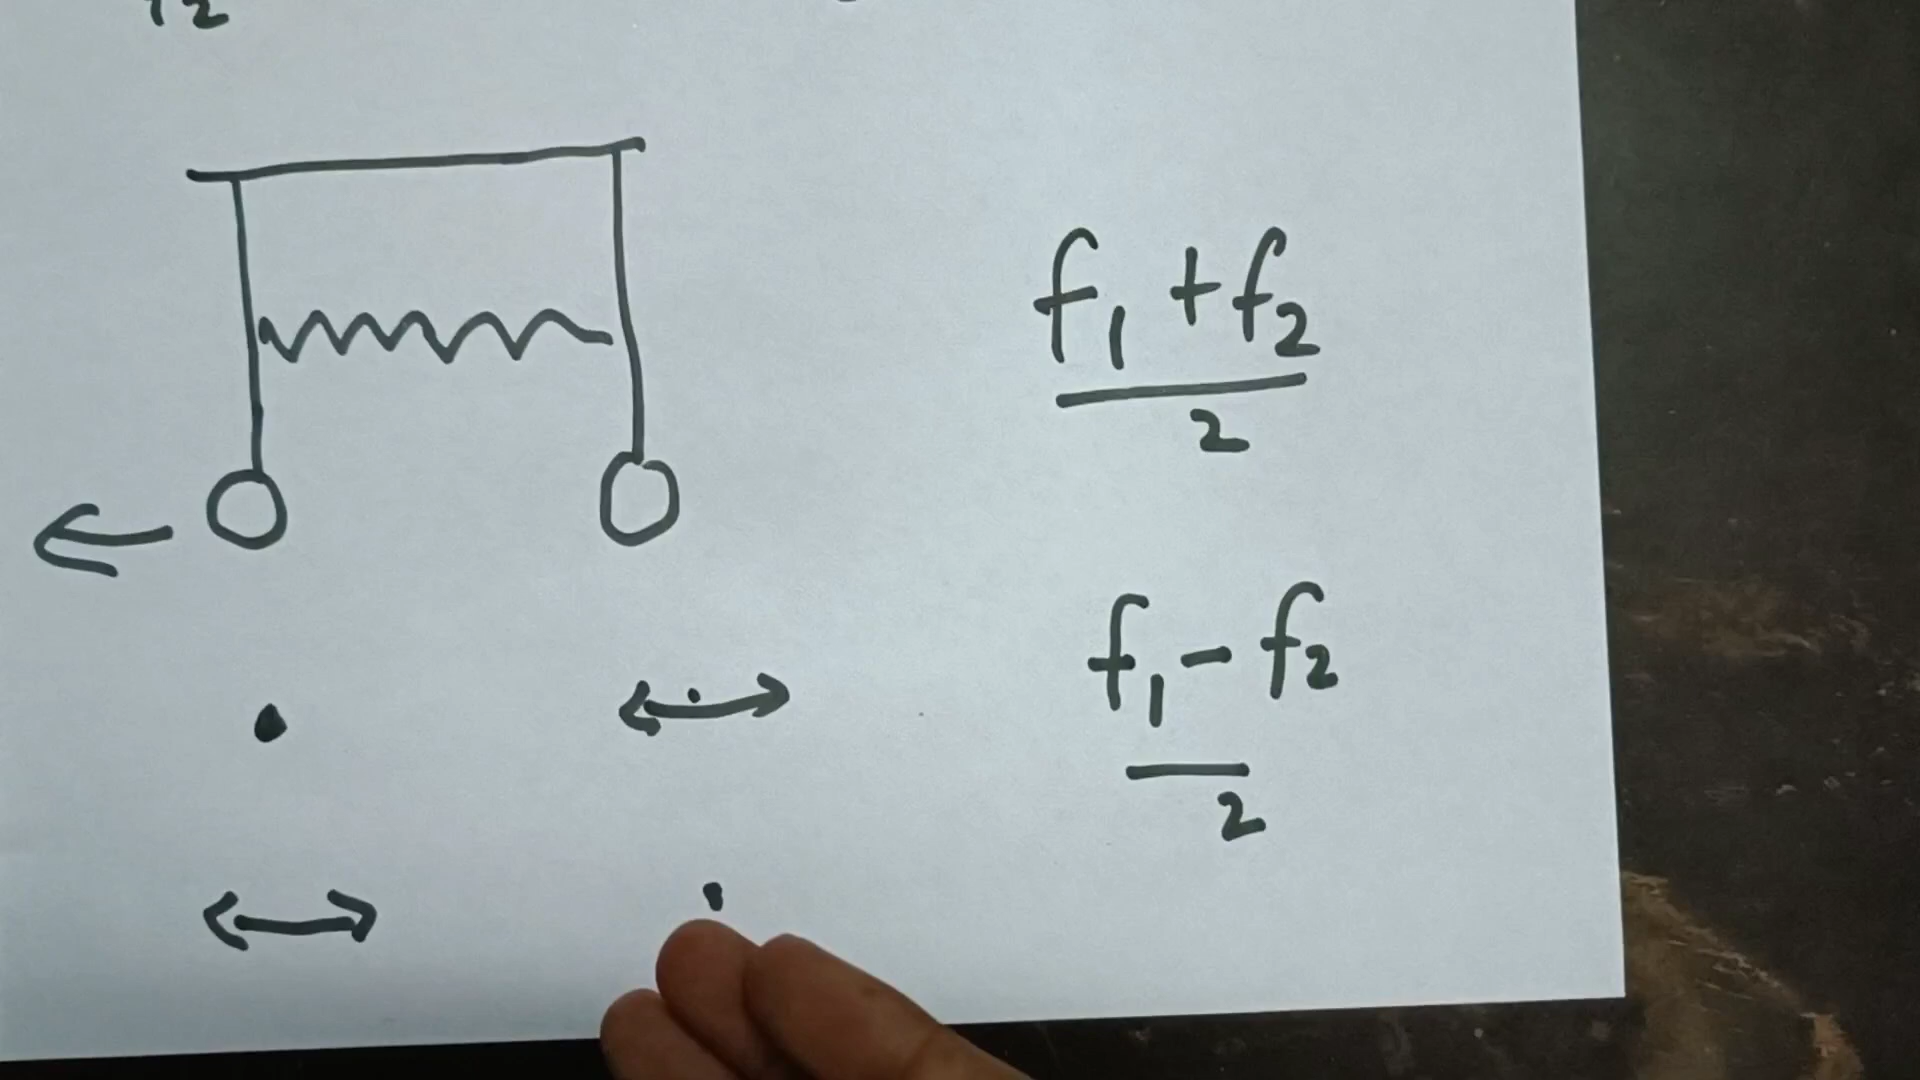 f₁ + f₂
2
f₁ - f₂
2